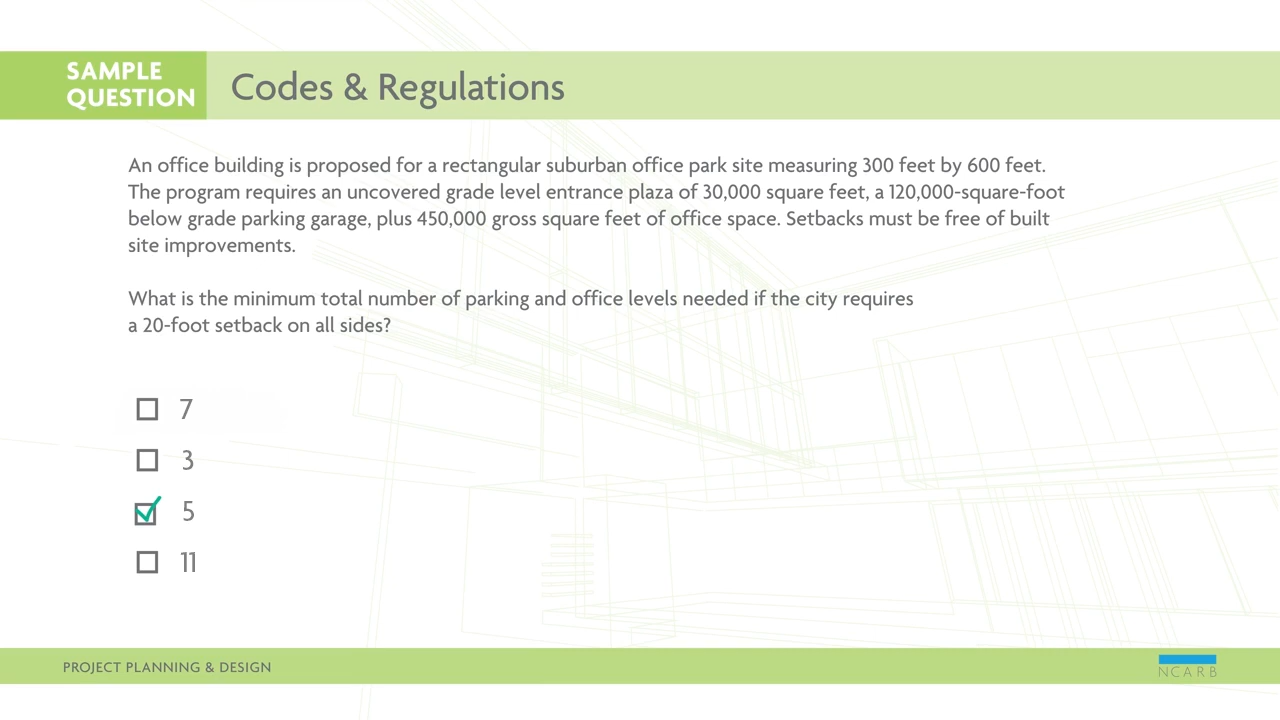 SAMPLE
QUESTION
Codes & Regulations
An office building is proposed for a rectangular suburban office park site measuring 300 feet by 600 feet.
The program requires an uncovered grade level entrance plaza of 30,000 square feet, a 120,000-square-foot
below grade parking garage, plus 450,000 gross square feet of office space. Setbacks must be free of built
site improvements.
What is the minimum total number of parking and office levels needed if the city requires
a 20-foot setback on all sides?
7
3
5
11
PROJECT PLANNING & DESIGN
NCARB